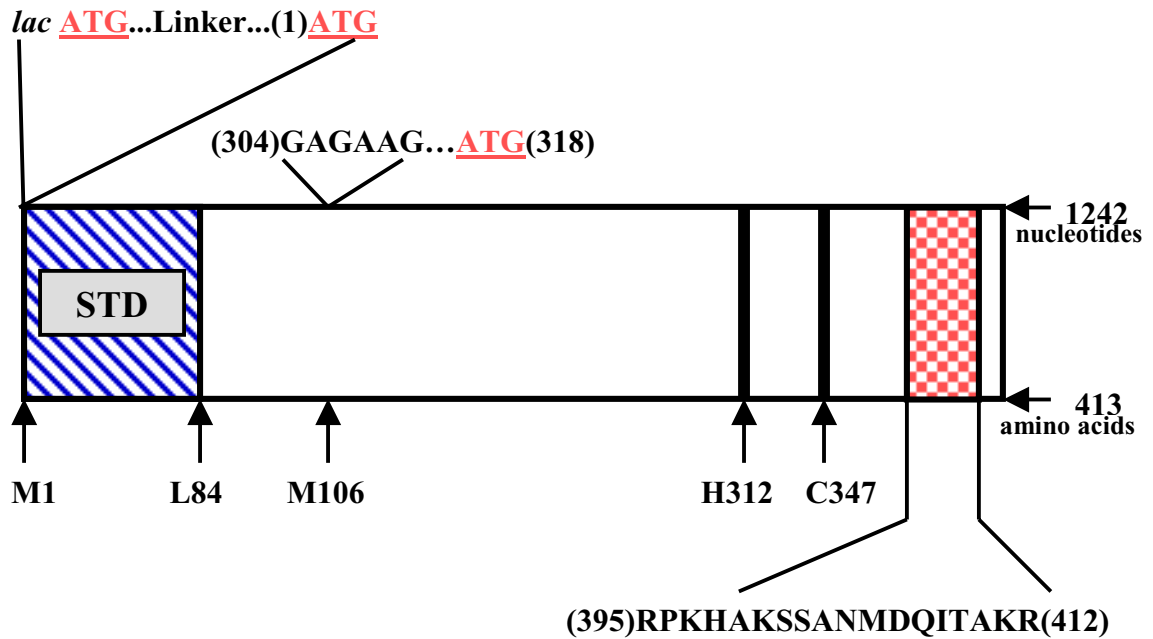 lac ATG...Linker...(1)ATG
(304)GAGAAG...ATG(318)
1242
nucleotides
STD
413
amino acids
M1 L84 M106 H312 C347
(395)RPKHAKSSANMDQITAKR(412)